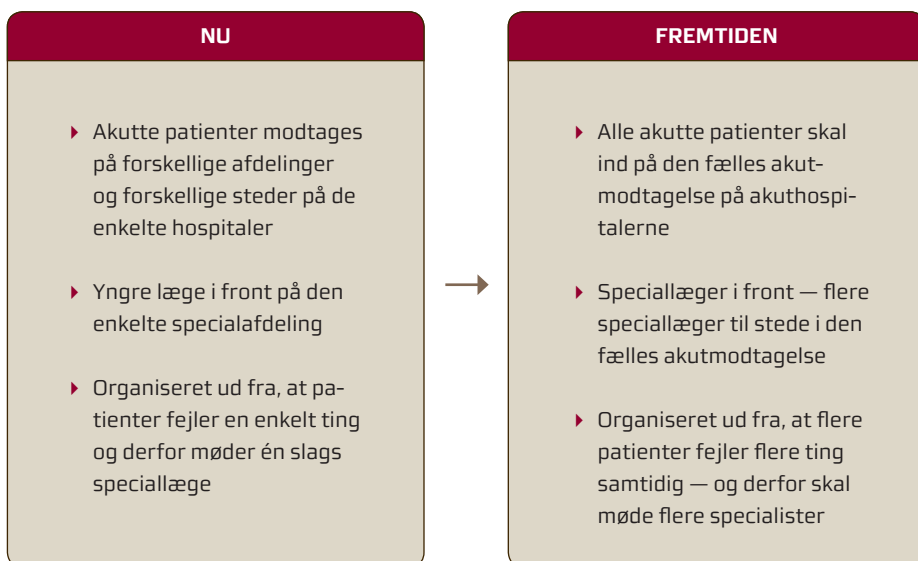 NU
Akutte patienter modtages
på forskellige afdelinger
og forskellige steder på de
enkelte hospitaler
Yngre læge i front på den
enkelte specialafdeling
Organiseret ud fra, at pa-
tienter fejler en enkelt ting
og derfor møder én slags
speciallæge
FREMTIDEN
Alle akutte patienter skal
ind på den fælles akut-
modtagelse på akuthospi-
talerne
Speciallæger i front — flere
speciallæger til stede i den
fælles akutmodtagelse
Organiseret ud fra, at flere
patienter fejler flere ting
samtidig — og derfor skal
møde flere specialister